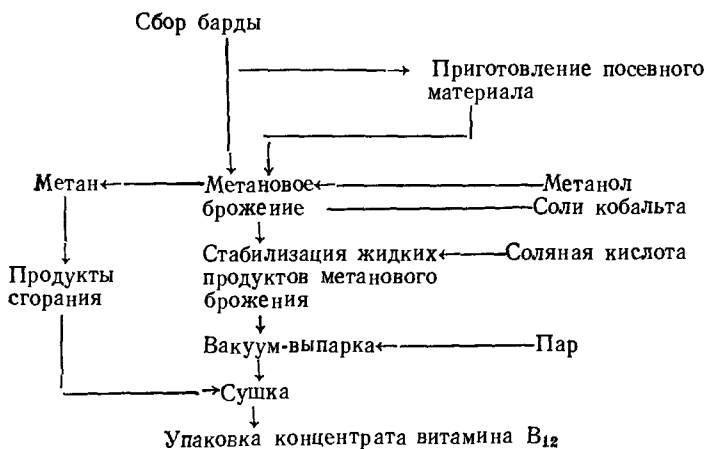 Сбор барды
Приготовление посевного
материала
Метан
Метановое
брожение
Метанол
Соли кобальта
Стабилизация жидких
продуктов метанового
брожения
Соляная кислота
Продукты
сгорания
Вакуум-выпарка
Пар
Сушка
Упаковка концентрата витамина B₁₂